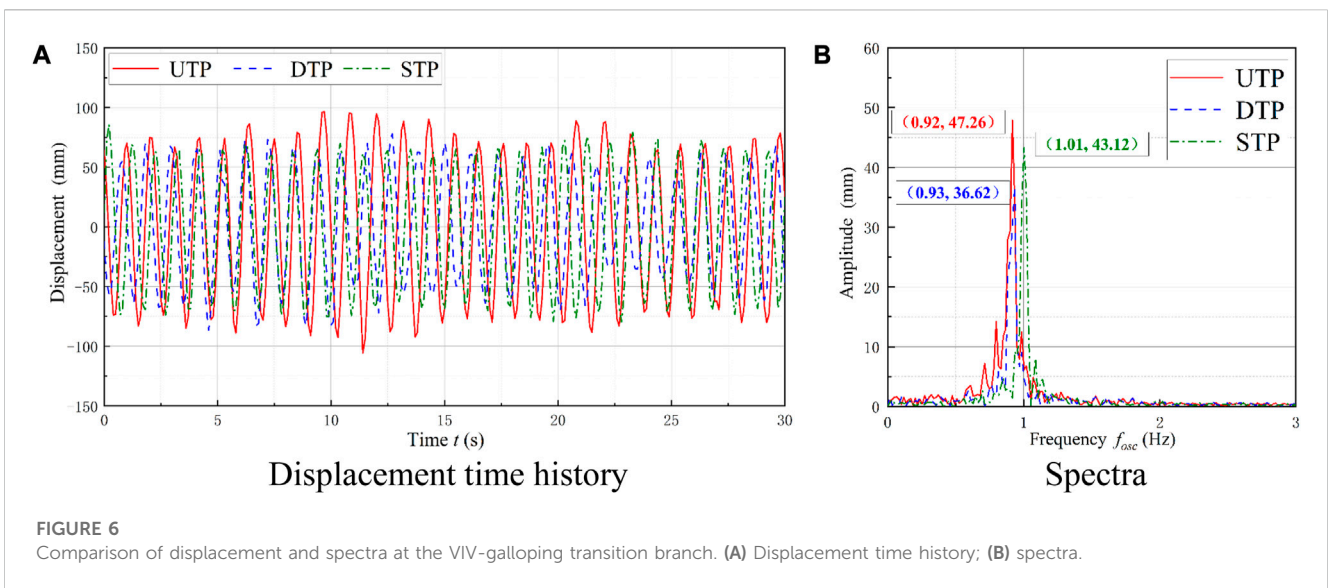 A
150
100
50
0
−50
−100
−150
Displacement (mm)
UTP DTP STP
0 5 10 15 20 25 30
Time t (s)
Displacement time history
B
60
50
40
30
20
10
0
Amplitude (mm)
UTP
DTP
STP
(0.92, 47.26)
(1.01, 43.12)
(0.93, 36.62)
0 1 2 3
Frequency fosc (Hz)
Spectra
FIGURE 6
Comparison of displacement and spectra at the VIV-galloping transition branch. (A) Displacement time history; (B) spectra.